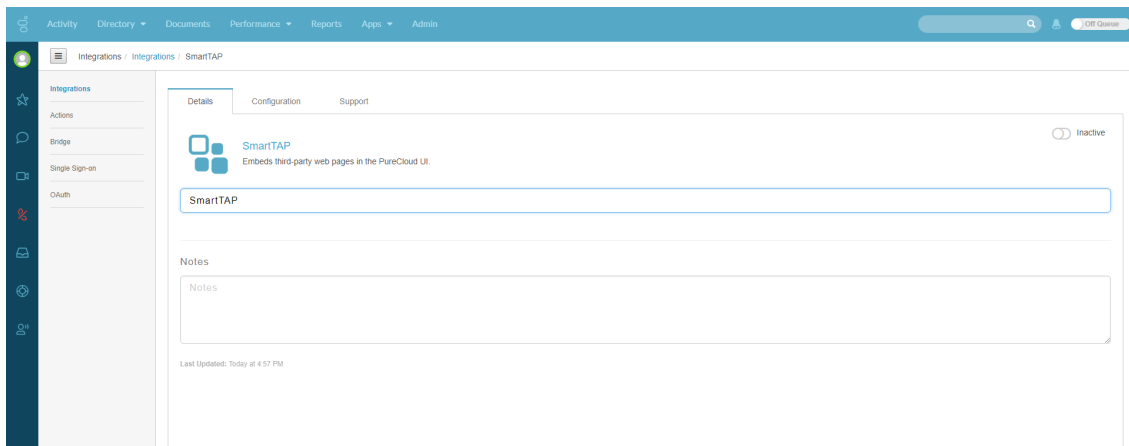 Activity Directory Documents Performance Reports Apps Admin Off Queue
Integrations / Integrations / SmartTAP
Integrations
Actions
Bridge
Single Sign-on
OAuth
Details Configuration Support
Inactive
SmartTAP
Embeds third-party web pages in the PureCloud UI.
SmartTAP
Notes
Notes
Last Updated: Today at 4:57 PM